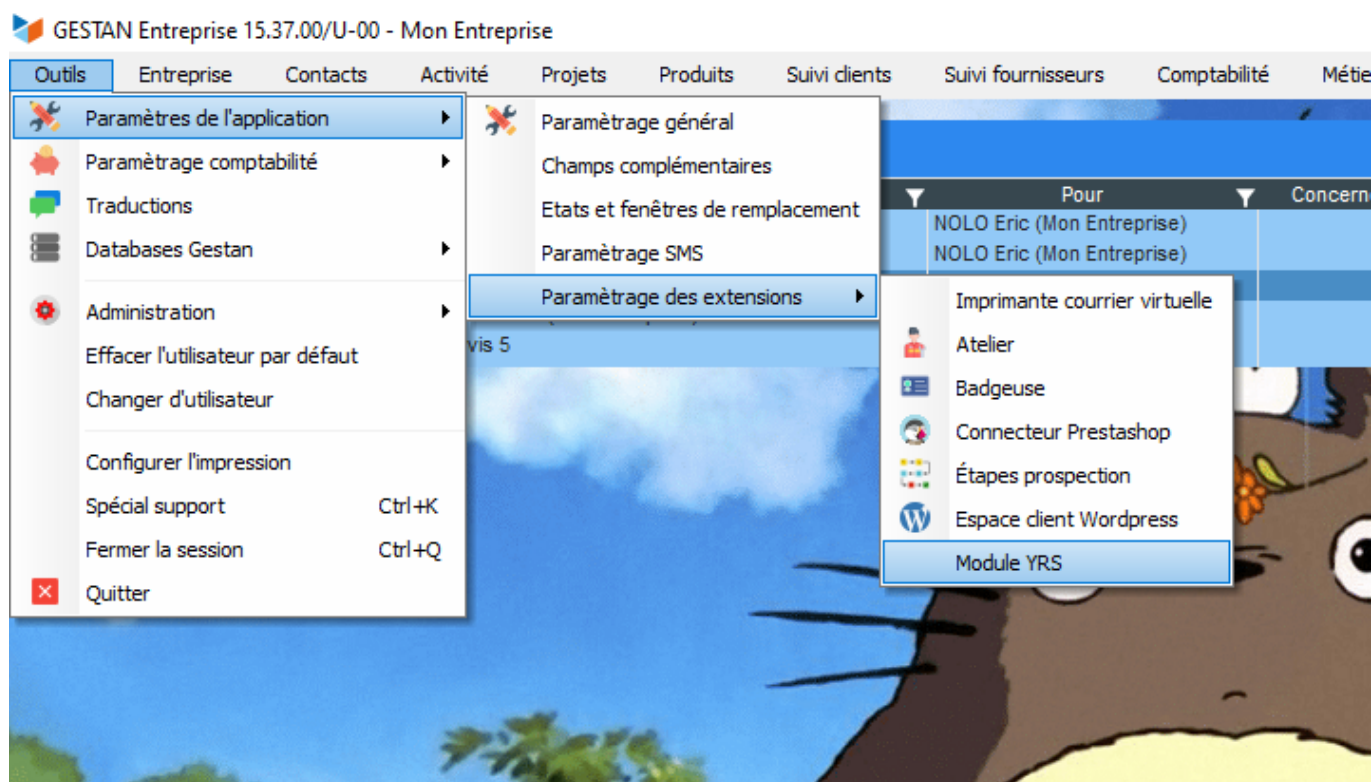 GESTAN Entreprise 15.37.00/U-00 - Mon Entreprise
Outils Entreprise Contacts Activité Projets Produits Suivi clients Suivi fournisseurs Comptabilité Métie
Paramètres de l'application
Paramètrage comptabilité
Traductions
Databases Gestan
Administration
Effacer l'utilisateur par défaut
Changer d'utilisateur
Configurer l'impression
Spécial support Ctrl+K
Fermer la session Ctrl+Q
Quitter
Paramètrage général
Champs complémentaires
Etats et fenêtres de remplacement
Paramètrage SMS
Paramètrage des extensions
vis 5
Pour Concern
NOLO Eric (Mon Entreprise)
NOLO Eric (Mon Entreprise)
Imprimante courrier virtuelle
Atelier
Badgeuse
Connecteur Prestashop
Étapes prospection
Espace client Wordpress
Module YRS